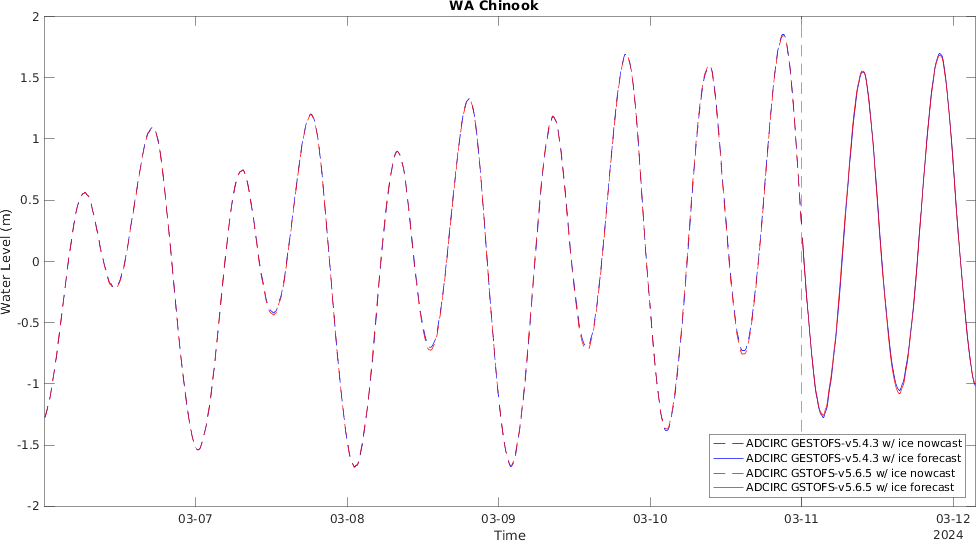 WA Chinook
2
1.5
1
0.5
0
-0.5
-1
-1.5
-2
Water Level (m)
03-07
03-08
03-09
03-10
03-11
03-12
Time
2024
ADCIRC GESTOFS-v5.4.3 w/ ice nowcast
ADCIRC GESTOFS-v5.4.3 w/ ice forecast
ADCIRC GSTOFS-v5.6.5 w/ ice nowcast
ADCIRC GSTOFS-v5.6.5 w/ ice forecast